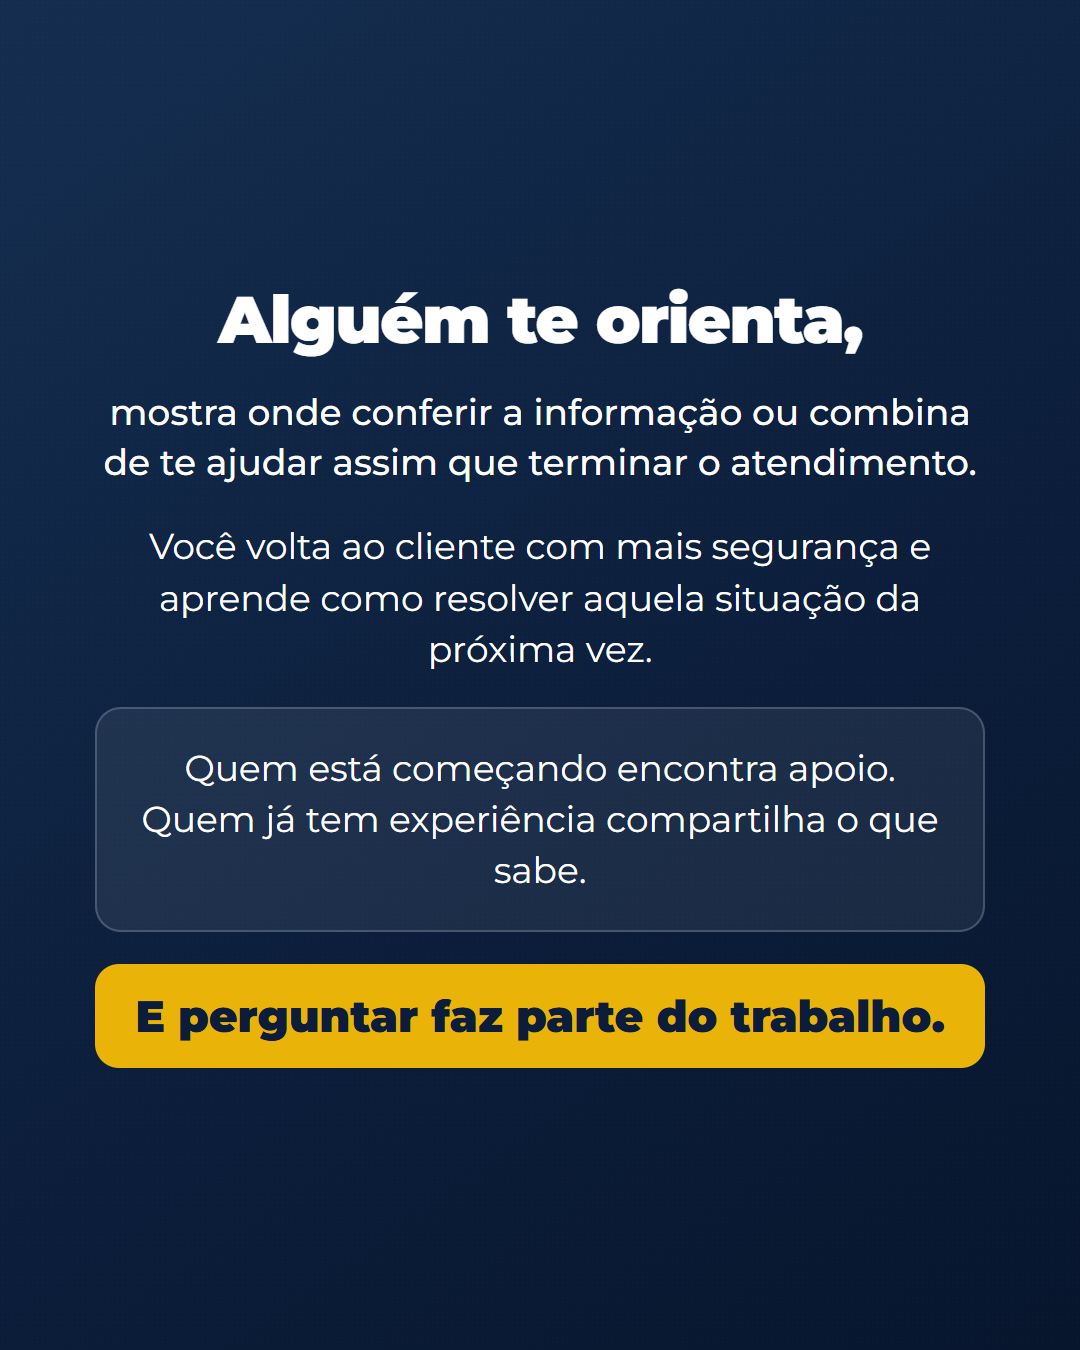 Alguém te orienta,
mostra onde conferir a informação ou combina
de te ajudar assim que terminar o atendimento.
Você volta ao cliente com mais segurança e
aprende como resolver aquela situação da
próxima vez.
Quem está começando encontra apoio.
Quem já tem experiência compartilha o que
sabe.
E perguntar faz parte do trabalho.